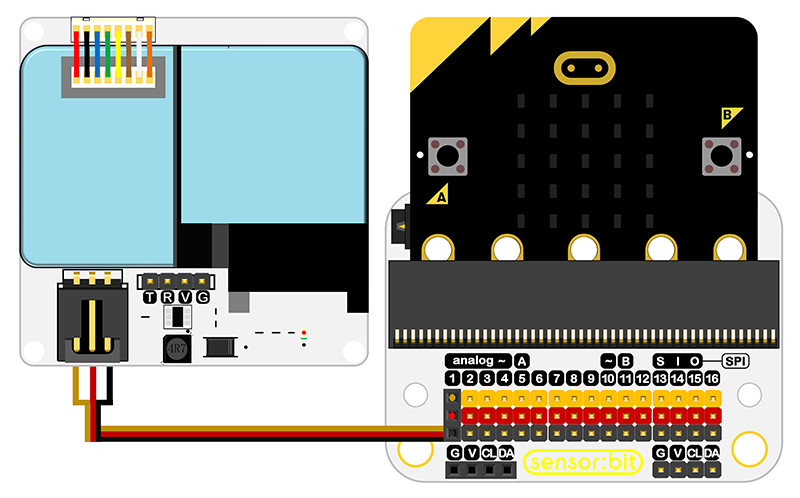 B
A
T R V G
4R7
analog ~ A ~ B S I O SPI
1 2 3 4 5 6 7 8 9 10 11 12 13 14 15 16
G V CL DA sensor:bit G V CL DA